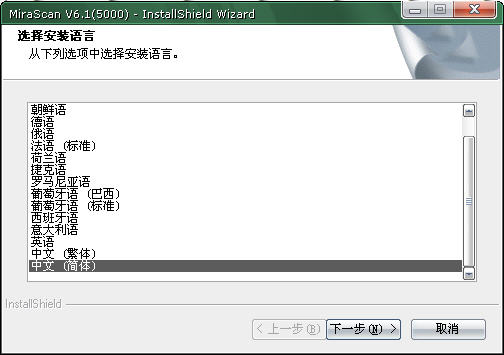 MiraScan V6.1(5000) - InstallShield Wizard
选择安装语言
从下列选项中选择安装语言。
朝鲜语
德语
俄语
法语 (标准)
荷兰语
捷克语
罗马尼亚语
葡萄牙语 (巴西)
葡萄牙语 (标准)
西班牙语
意大利语
英语
中文 (繁体)
中文 (简体)
InstallShield
< 上一步 (B)
下一步 (N) >
取消